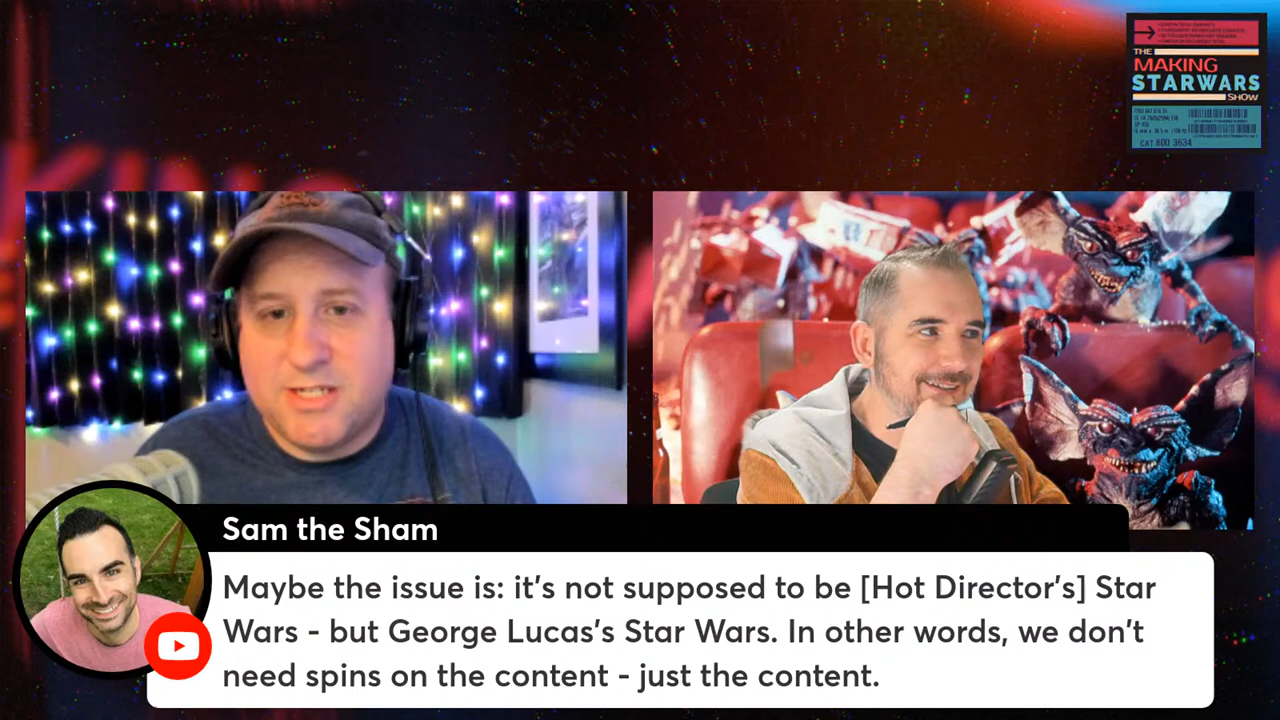 THE
MAKING
STARWARS
SHOW
CAT 800 3634
Sam the Sham
Maybe the issue is: it's not supposed to be [Hot Director's] Star
Wars - but George Lucas's Star Wars. In other words, we don't
need spins on the content - just the content.